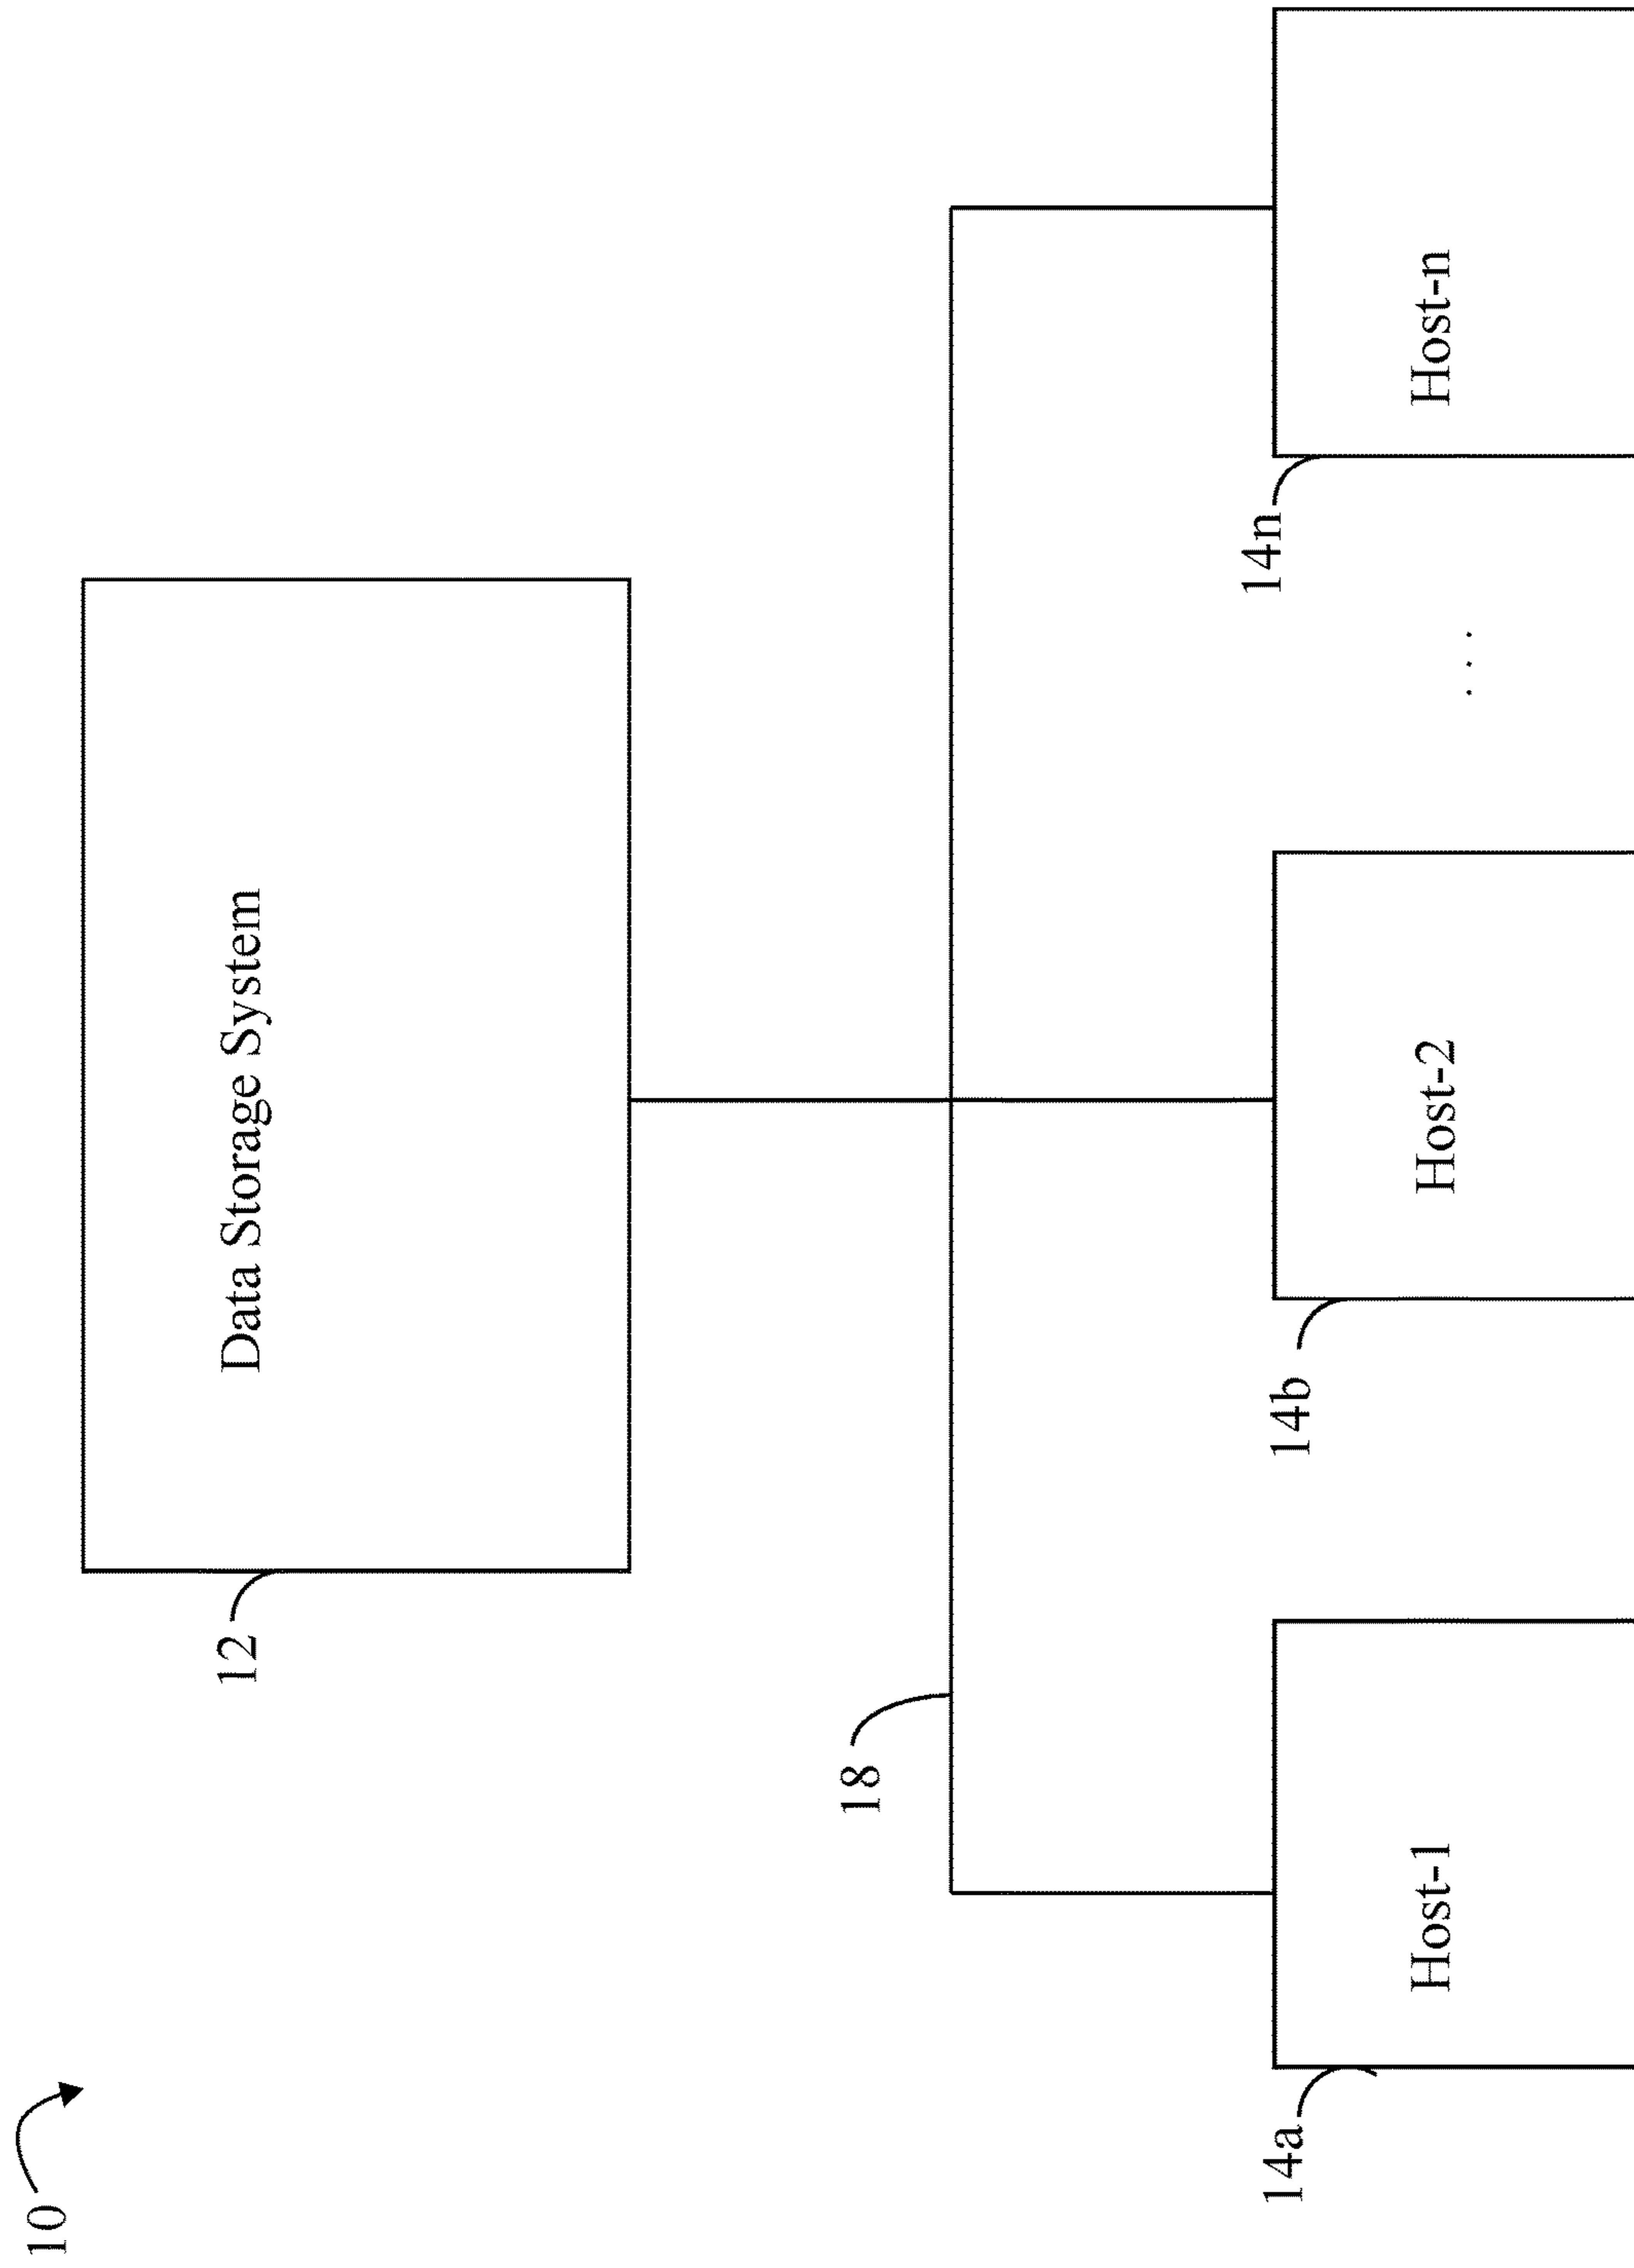 10
12
Data Storage System
18
14a
Host-1
14b
Host-2
. . .
14n
Host-n